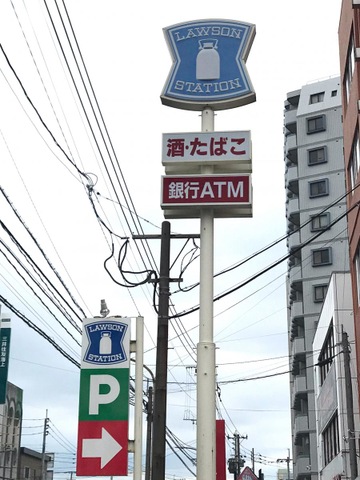 LAWSON
STATION
酒・たばこ
銀行ATM
LAWSON
STATION
P